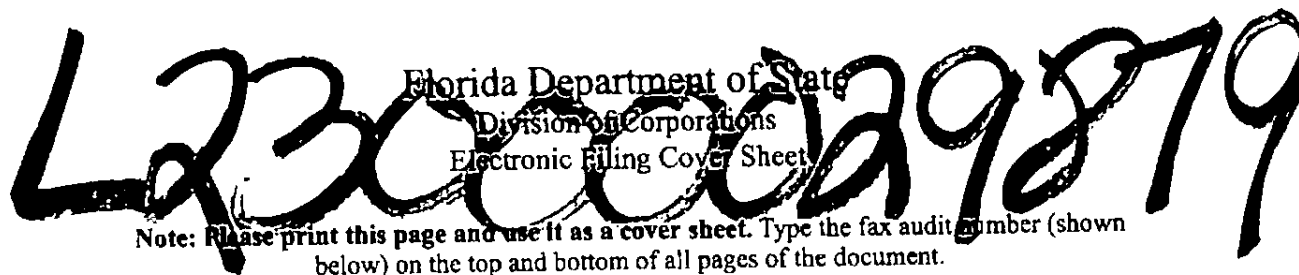 L23000029879
Florida Department of State
Division of Corporations
Electronic Filing Cover Sheet
Note: Please print this page and use it as a cover sheet. Type the fax audit number (shown
below) on the top and bottom of all pages of the document.